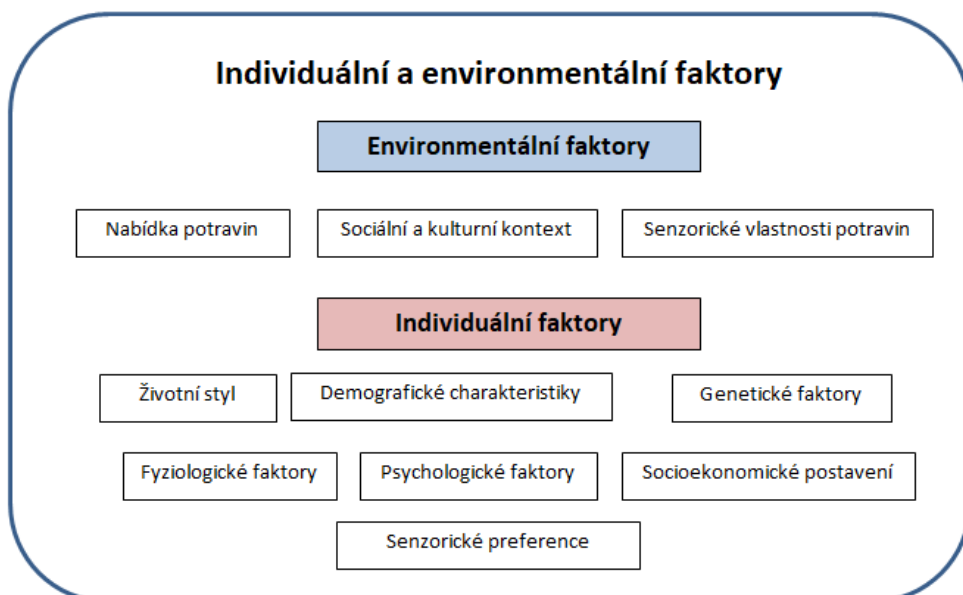 Individuální a environmentální faktory
Environmentální faktory
Nabídka potravin
Sociální a kulturní kontext
Senzorické vlastnosti potravin
Individuální faktory
Životní styl
Demografické charakteristiky
Genetické faktory
Fyziologické faktory
Psychologické faktory
Socioekonomické postavení
Senzorické preference